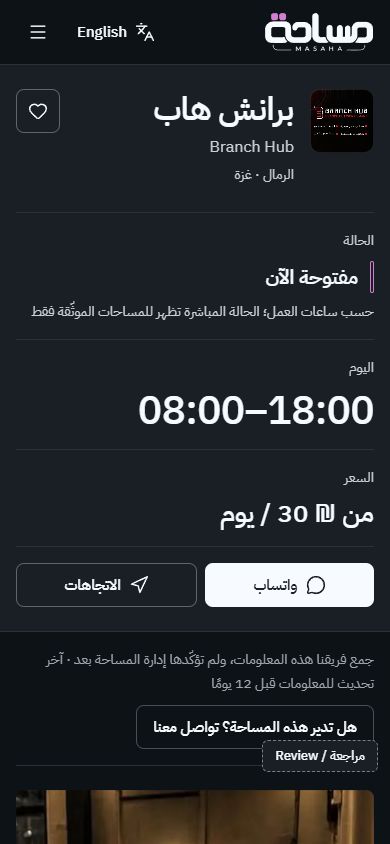 مساحة
MASAHA
English
برانش هاب
Branch Hub
الرمال · غزة
BRANCH HUB
الحالة
مفتوحة الآن
حسب ساعات العمل؛ الحالة المباشرة تظهر للمساحات الموثّقة فقط
اليوم
08:00–18:00
السعر
من ₪ 30 / يوم
واتساب
الاتجاهات
جمع فريقنا هذه المعلومات، ولم تؤكّدها إدارة المساحة بعد · آخر
تحديث للمعلومات قبل 12 يومًا
هل تدير هذه المساحة؟ تواصل معنا
مراجعة / Review